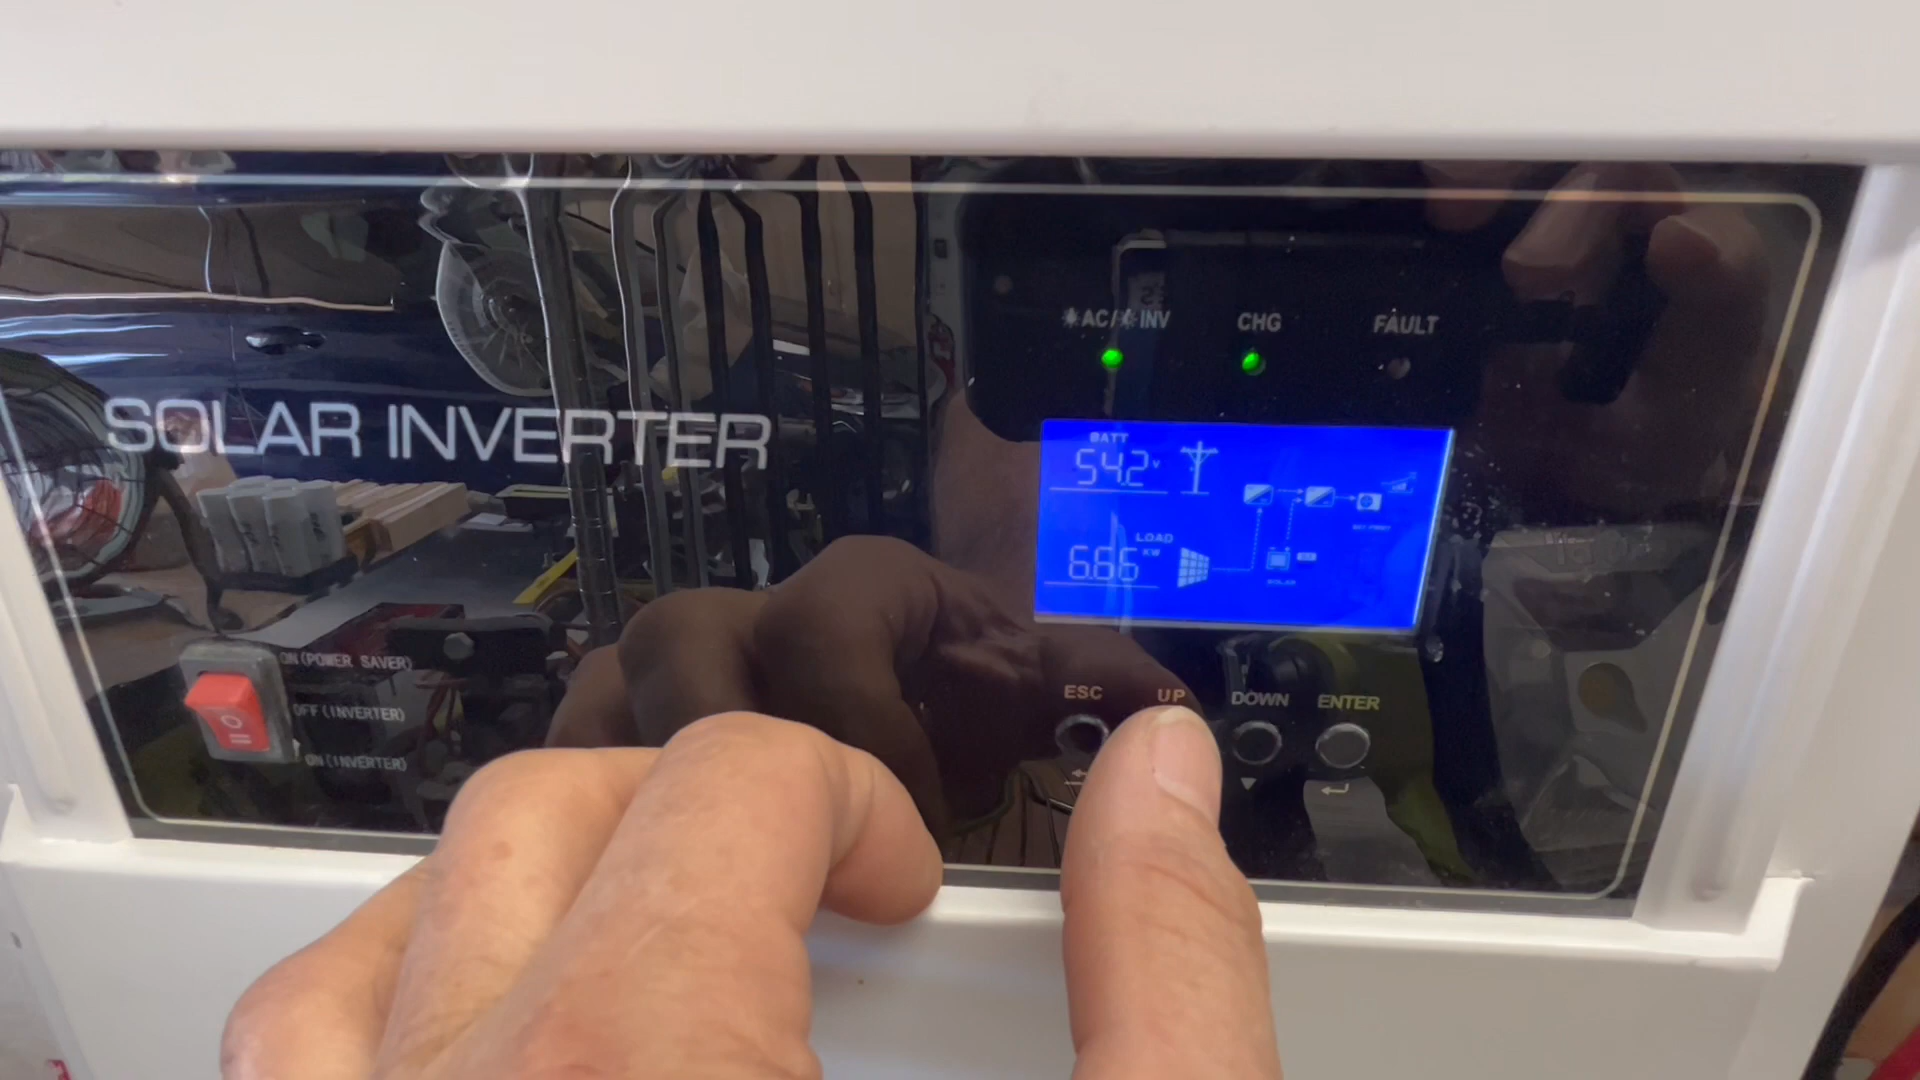 AC/ INV CHG FAULT
SOLAR INVERTER
BATT
54.2 V
LOAD
6.66 KW
SOLAR
ON(POWER SAVER)
OFF(INVERTER)
ON(INVERTER)
ESC UP DOWN ENTER